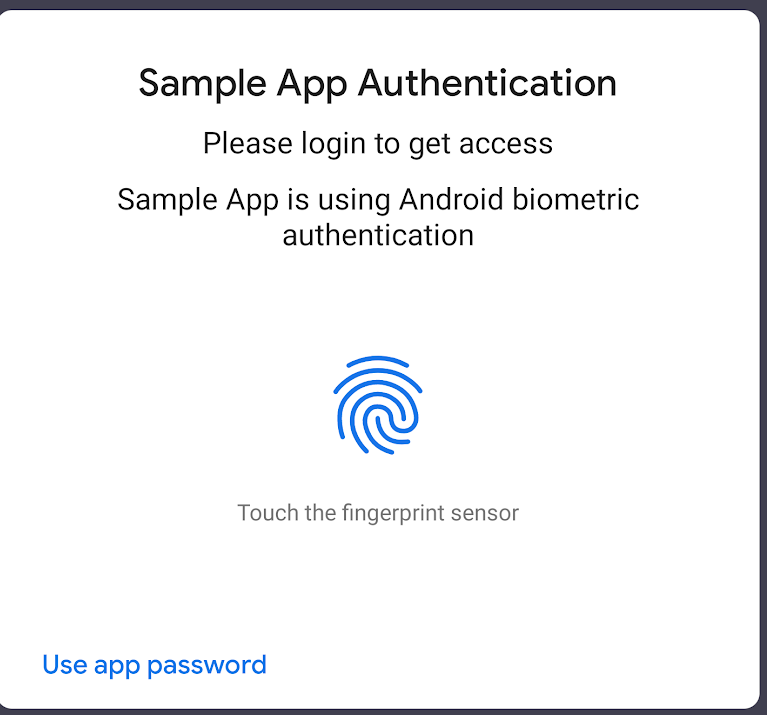 Sample App Authentication
Please login to get access
Sample App is using Android biometric
authentication
Touch the fingerprint sensor
Use app password